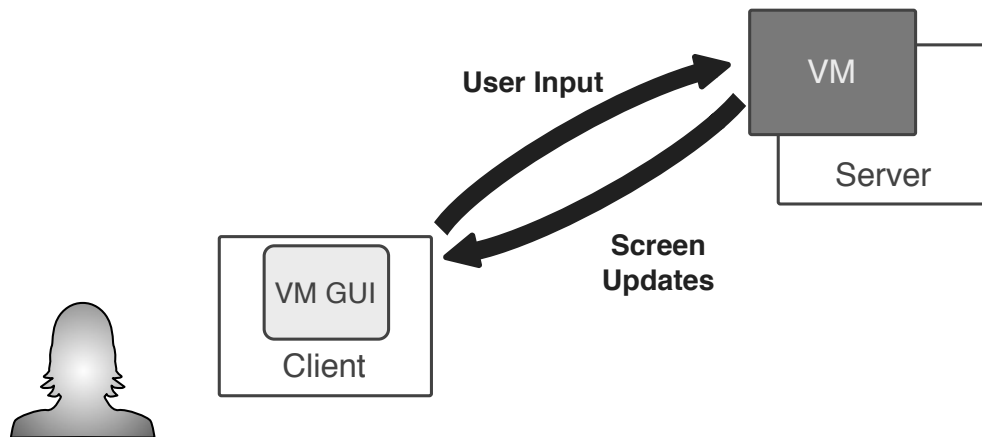 VM
User Input
Server
Screen
Updates
VM GUI
Client